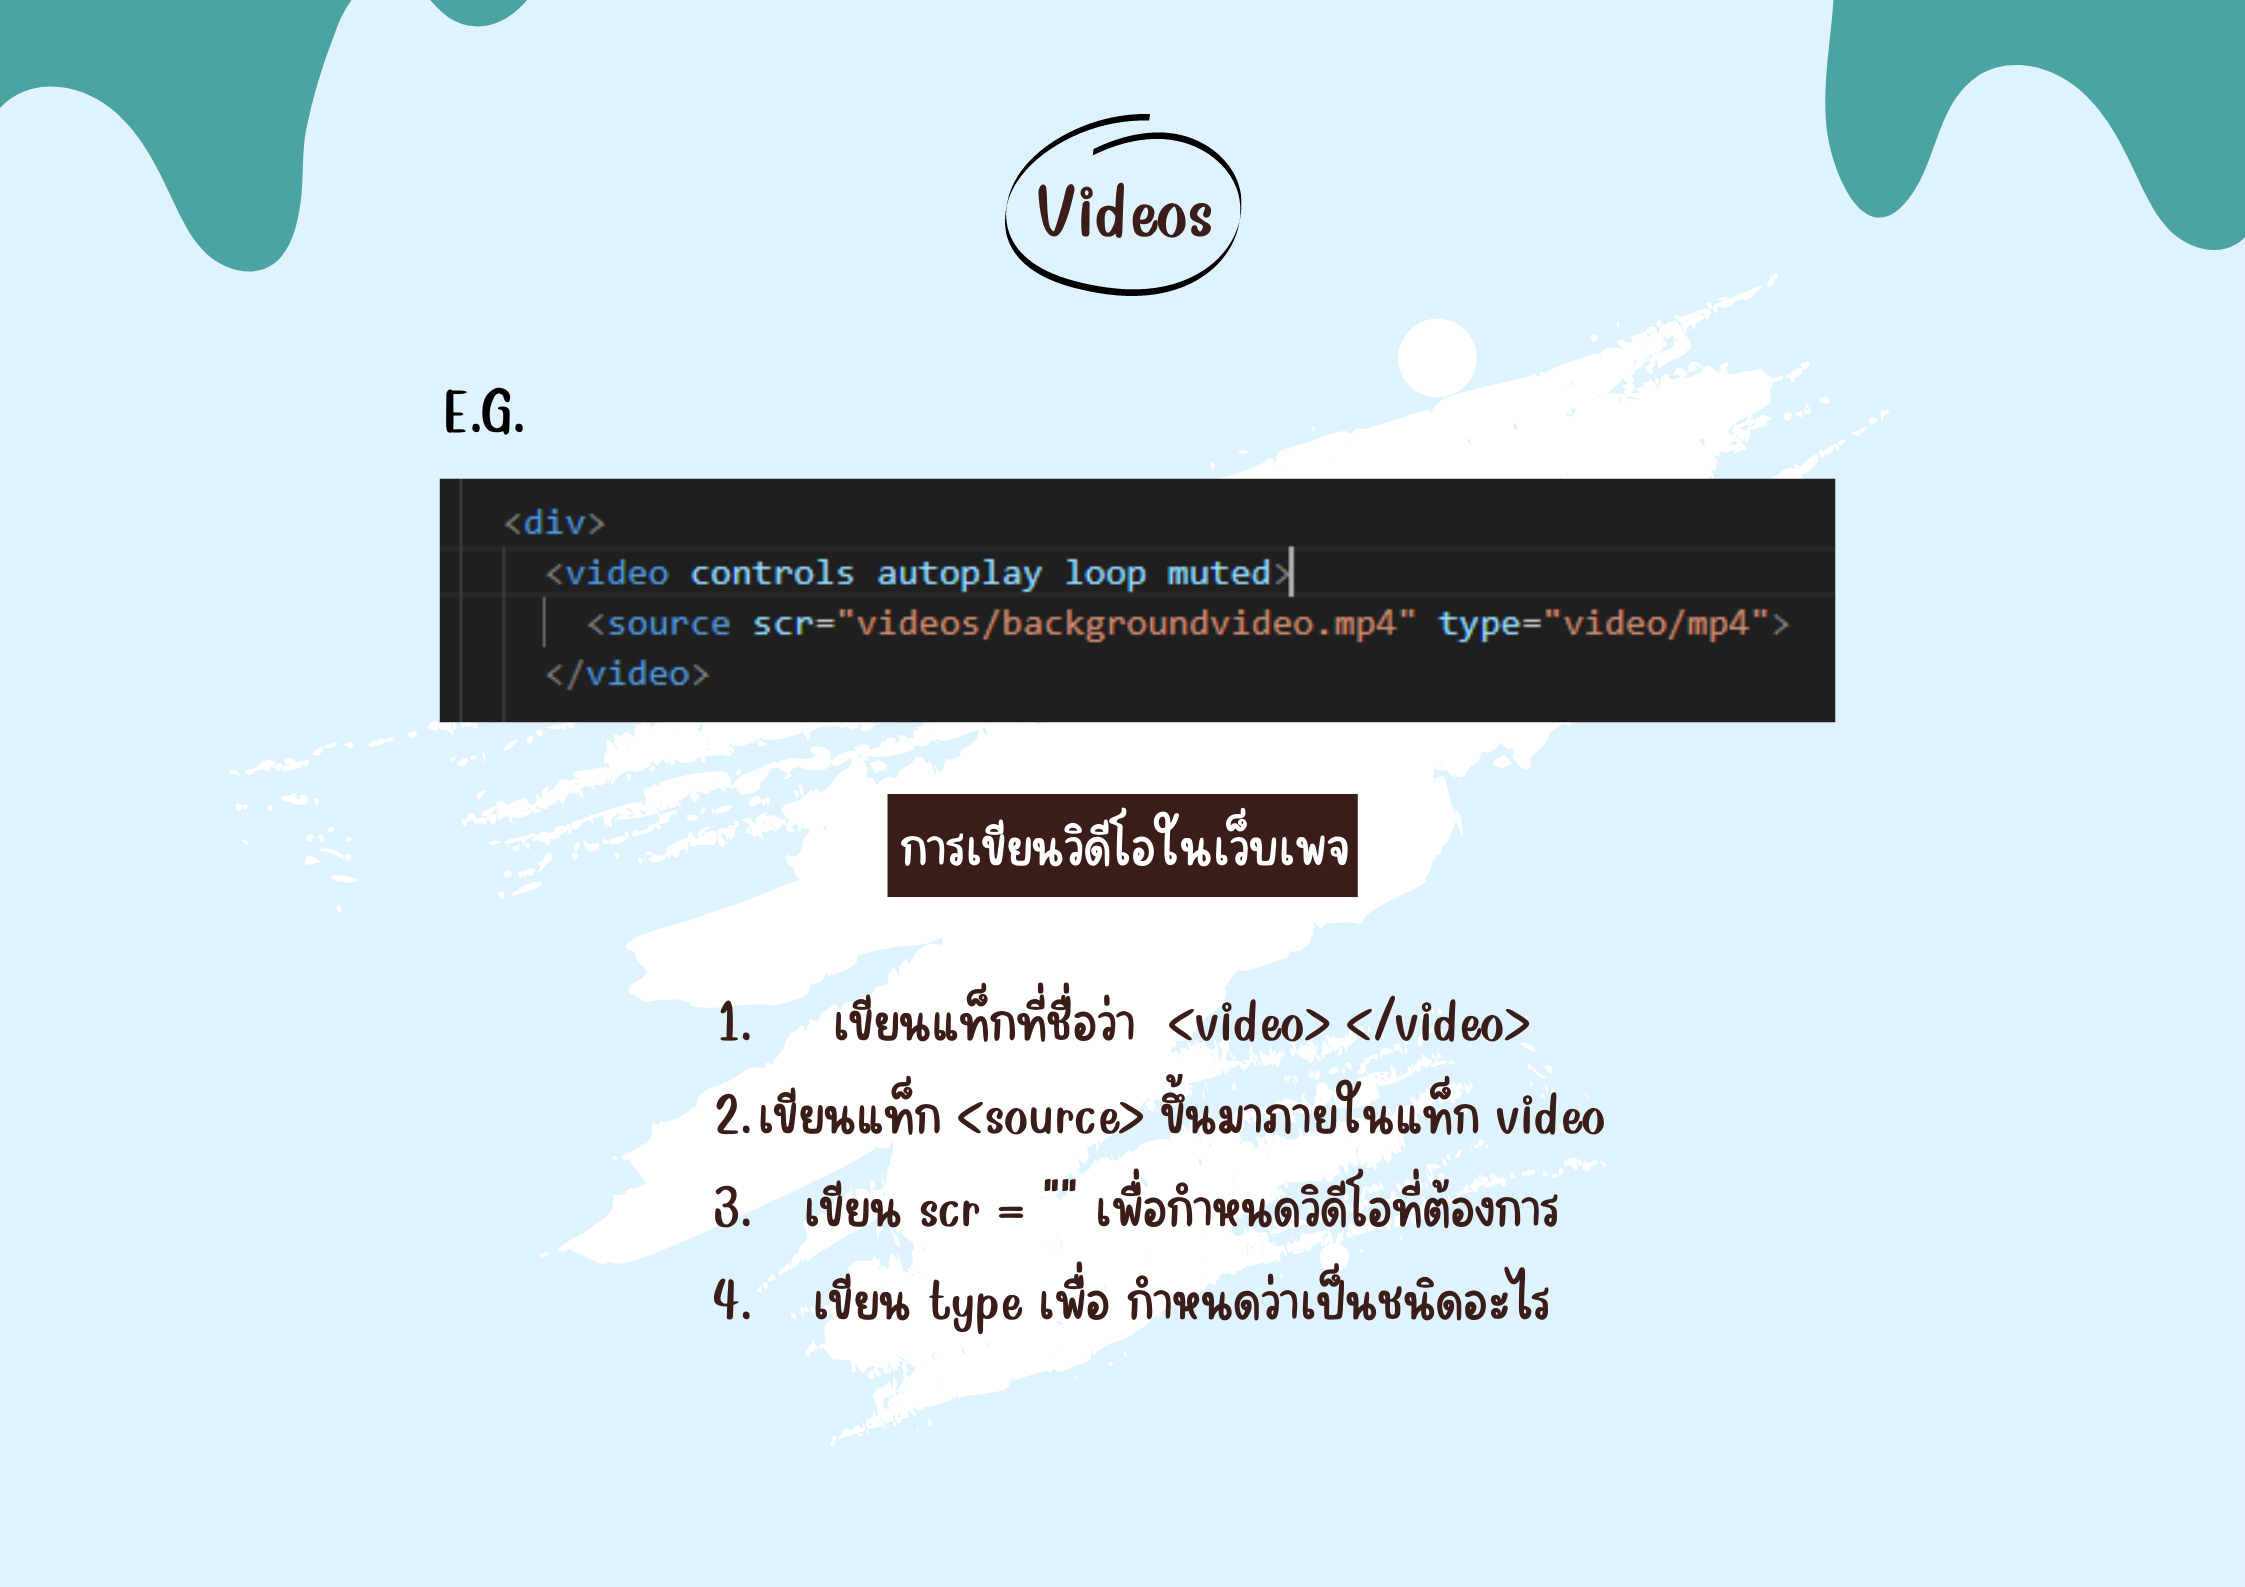 Videos
E.G.
<div>
<video controls autoplay loop muted>
<source scr="videos/backgroundvideo.mp4" type="video/mp4">
</video>
การเขียนวิดีโอในเว็บเพจ
1. เขียนแท็กที่ชื่อว่า <video> </video>
2. เขียนแท็ก <source> ขึ้นมาภายในแท็ก video
3. เขียน scr = "" เพื่อกำหนดวิดีโอที่ต้องการ
4. เขียน type เพื่อ กำหนดว่าเป็นชนิดอะไร